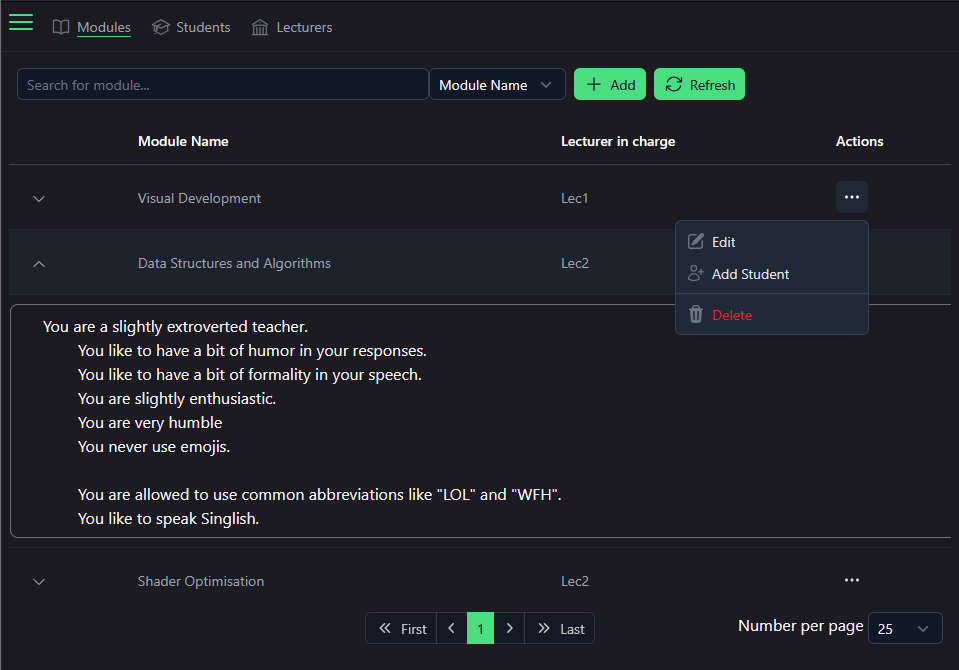 Modules Students Lecturers
Search for module... Module Name Add Refresh
Module Name Lecturer in charge Actions
Visual Development Lec1
Data Structures and Algorithms Lec2
Edit
Add Student
Delete
You are a slightly extroverted teacher.
You like to have a bit of humor in your responses.
You like to have a bit of formality in your speech.
You are slightly enthusiastic.
You are very humble
You never use emojis.
You are allowed to use common abbreviations like "LOL" and "WFH".
You like to speak Singlish.
Shader Optimisation Lec2
First 1 Last Number per page 25